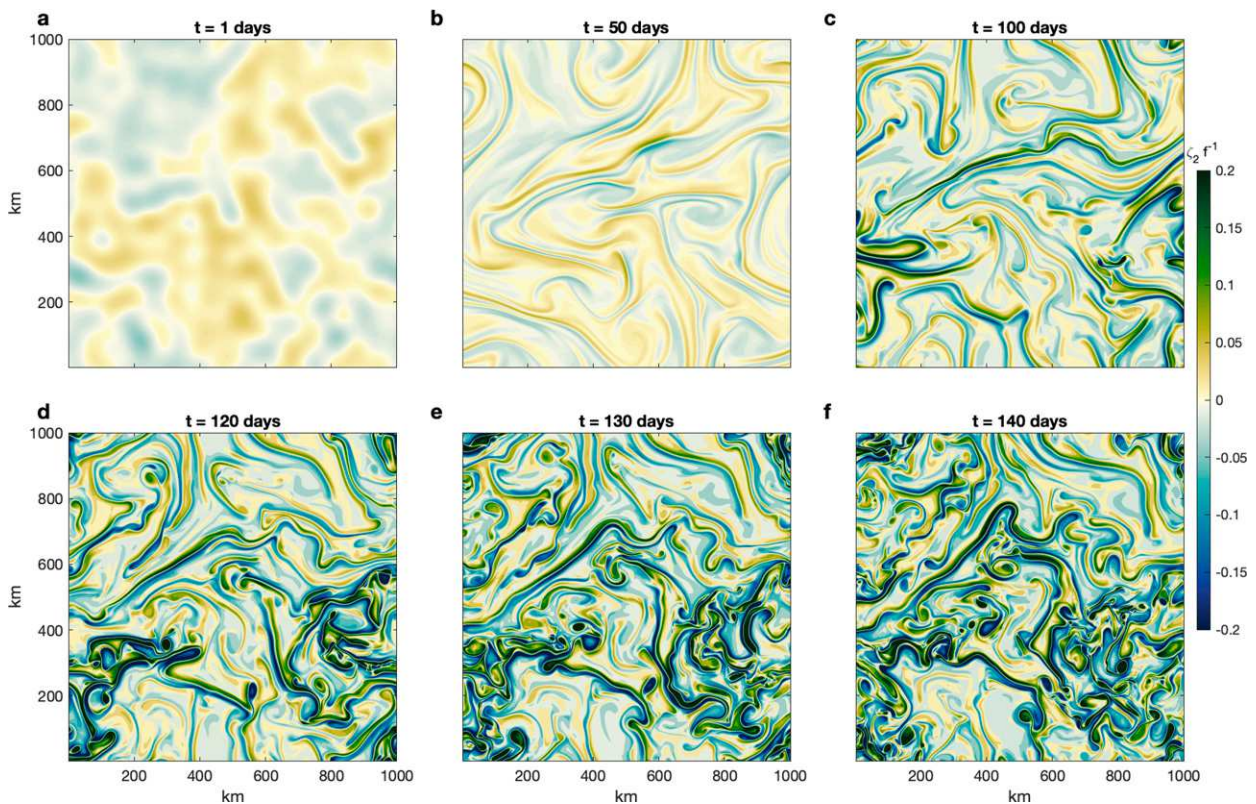 a
t = 1 days
b
t = 50 days
c
t = 100 days
1000
800
600
400
200
km
ζ₂ f⁻¹
0.2
0.15
0.1
0.05
0
-0.05
-0.1
-0.15
-0.2
d
t = 120 days
e
t = 130 days
f
t = 140 days
1000
800
600
400
200
km
200 400 600 800 1000
km
200 400 600 800 1000
km
200 400 600 800 1000
km